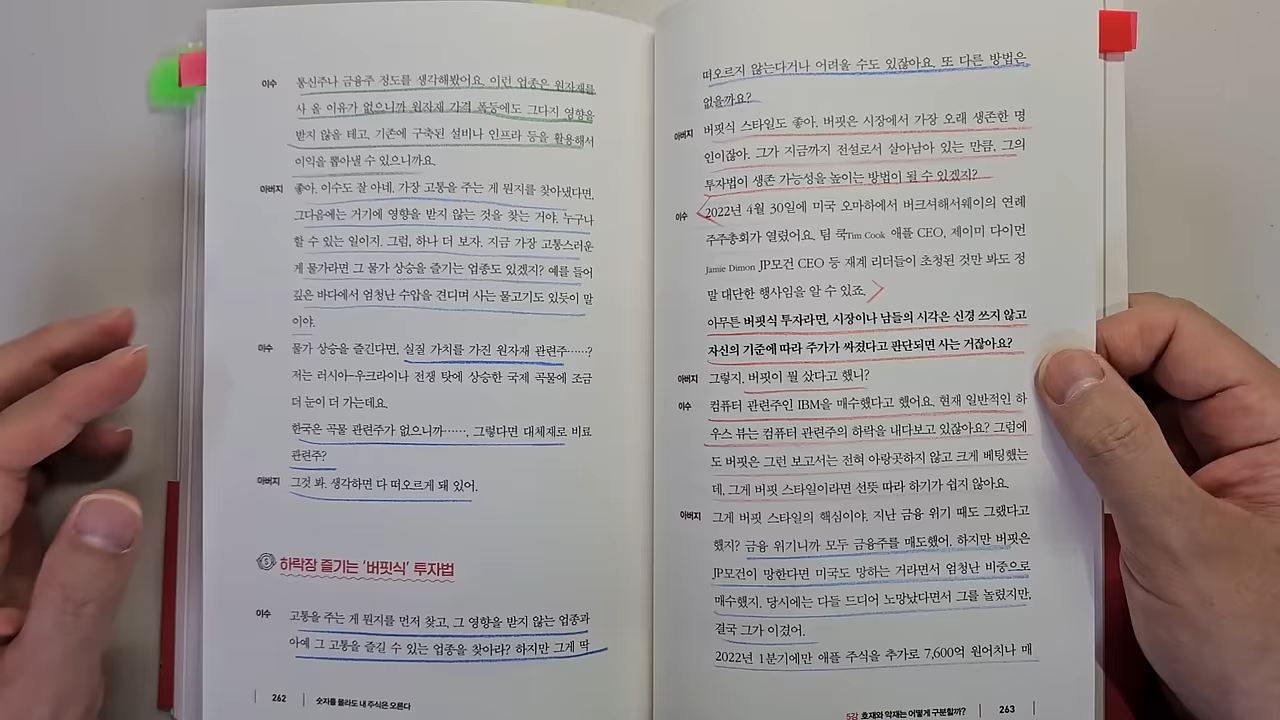 이수 통신주나 금융주 정도를 생각해봤어요. 이런 업종은 원자재를
사 올 이유가 없으니까 원자재 가격 폭등에도 그다지 영향을
받지 않을 테고, 기존에 구축된 설비나 인프라 등을 활용해서
이익을 뽑아낼 수 있으니까요.
아버지 좋아. 이수도 잘 아네. 가장 고통을 주는 게 뭔지를 찾아냈다면,
그다음에는 거기에 영향을 받지 않는 것을 찾는 거야. 누구나
할 수 있는 일이지. 그럼, 하나 더 보자. 지금 가장 고통스러운
게 물가라면 그 물가 상승을 즐기는 업종도 있겠지? 예를 들어
깊은 바다에서 엄청난 수압을 견디며 사는 물고기도 있듯이 말
이야.
이수 물가 상승을 즐긴다면, 실질 가치를 가진 원자재 관련주……?
저는 러시아-우크라이나 전쟁 탓에 상승한 국제 곡물에 조금
더 눈이 더 가는데요.
한국은 곡물 관련주가 없으니까……, 그렇다면 대체재로 비료
관련주?
아버지 그것 봐. 생각하면 다 떠오르게 돼 있어.
하락장 즐기는 '버핏식' 투자법
이수 고통을 주는 게 뭔지를 먼저 찾고, 그 영향을 받지 않는 업종과
아예 그 고통을 즐길 수 있는 업종을 찾아라? 하지만 그게 딱
262 숫자를 몰라도 내 주식은 오른다
떠오르지 않는다거나 어려울 수도 있잖아요. 또 다른 방법은
없을까요?
아버지 버핏식 스타일도 좋아. 버핏은 시장에서 가장 오래 생존한 명
인이잖아. 그가 지금까지 전설로서 살아남아 있는 만큼, 그의
투자법이 생존 가능성을 높이는 방법이 될 수 있겠지?
이수 2022년 4월 30일에 미국 오마하에서 버크셔해서웨이의 연례
주주총회가 열렸어요. 팀 쿡Tim Cook 애플 CEO, 제이미 다이먼
Jamie Dimon JP모건 CEO 등 재계 리더들이 초청된 것만 봐도 정
말 대단한 행사임을 알 수 있죠.
아무튼 버핏식 투자라면, 시장이나 남들의 시각은 신경 쓰지 않고
자신의 기준에 따라 주가가 싸졌다고 판단되면 사는 거잖아요?
아버지 그렇지. 버핏이 뭘 샀다고 했니?
이수 컴퓨터 관련주인 IBM을 매수했다고 했어요. 현재 일반적인 하
우스 뷰는 컴퓨터 관련주의 하락을 내다보고 있잖아요? 그럼에
도 버핏은 그런 보고서는 전혀 아랑곳하지 않고 크게 베팅했는
데, 그게 버핏 스타일이라면 선뜻 따라 하기가 쉽지 않아요.
아버지 그게 버핏 스타일의 핵심이야. 지난 금융 위기 때도 그랬다고
했지? 금융 위기니까 모두 금융주를 매도했어. 하지만 버핏은
JP모건이 망한다면 미국도 망하는 거라면서 엄청난 비중으로
매수했지. 당시에는 다들 드디어 노망났다면서 그를 놀렸지만,
결국 그가 이겼어.
2022년 1분기에만 애플 주식을 추가로 7,600억 원어치나 매
5강 호재와 악재는 어떻게 구분할까? 263